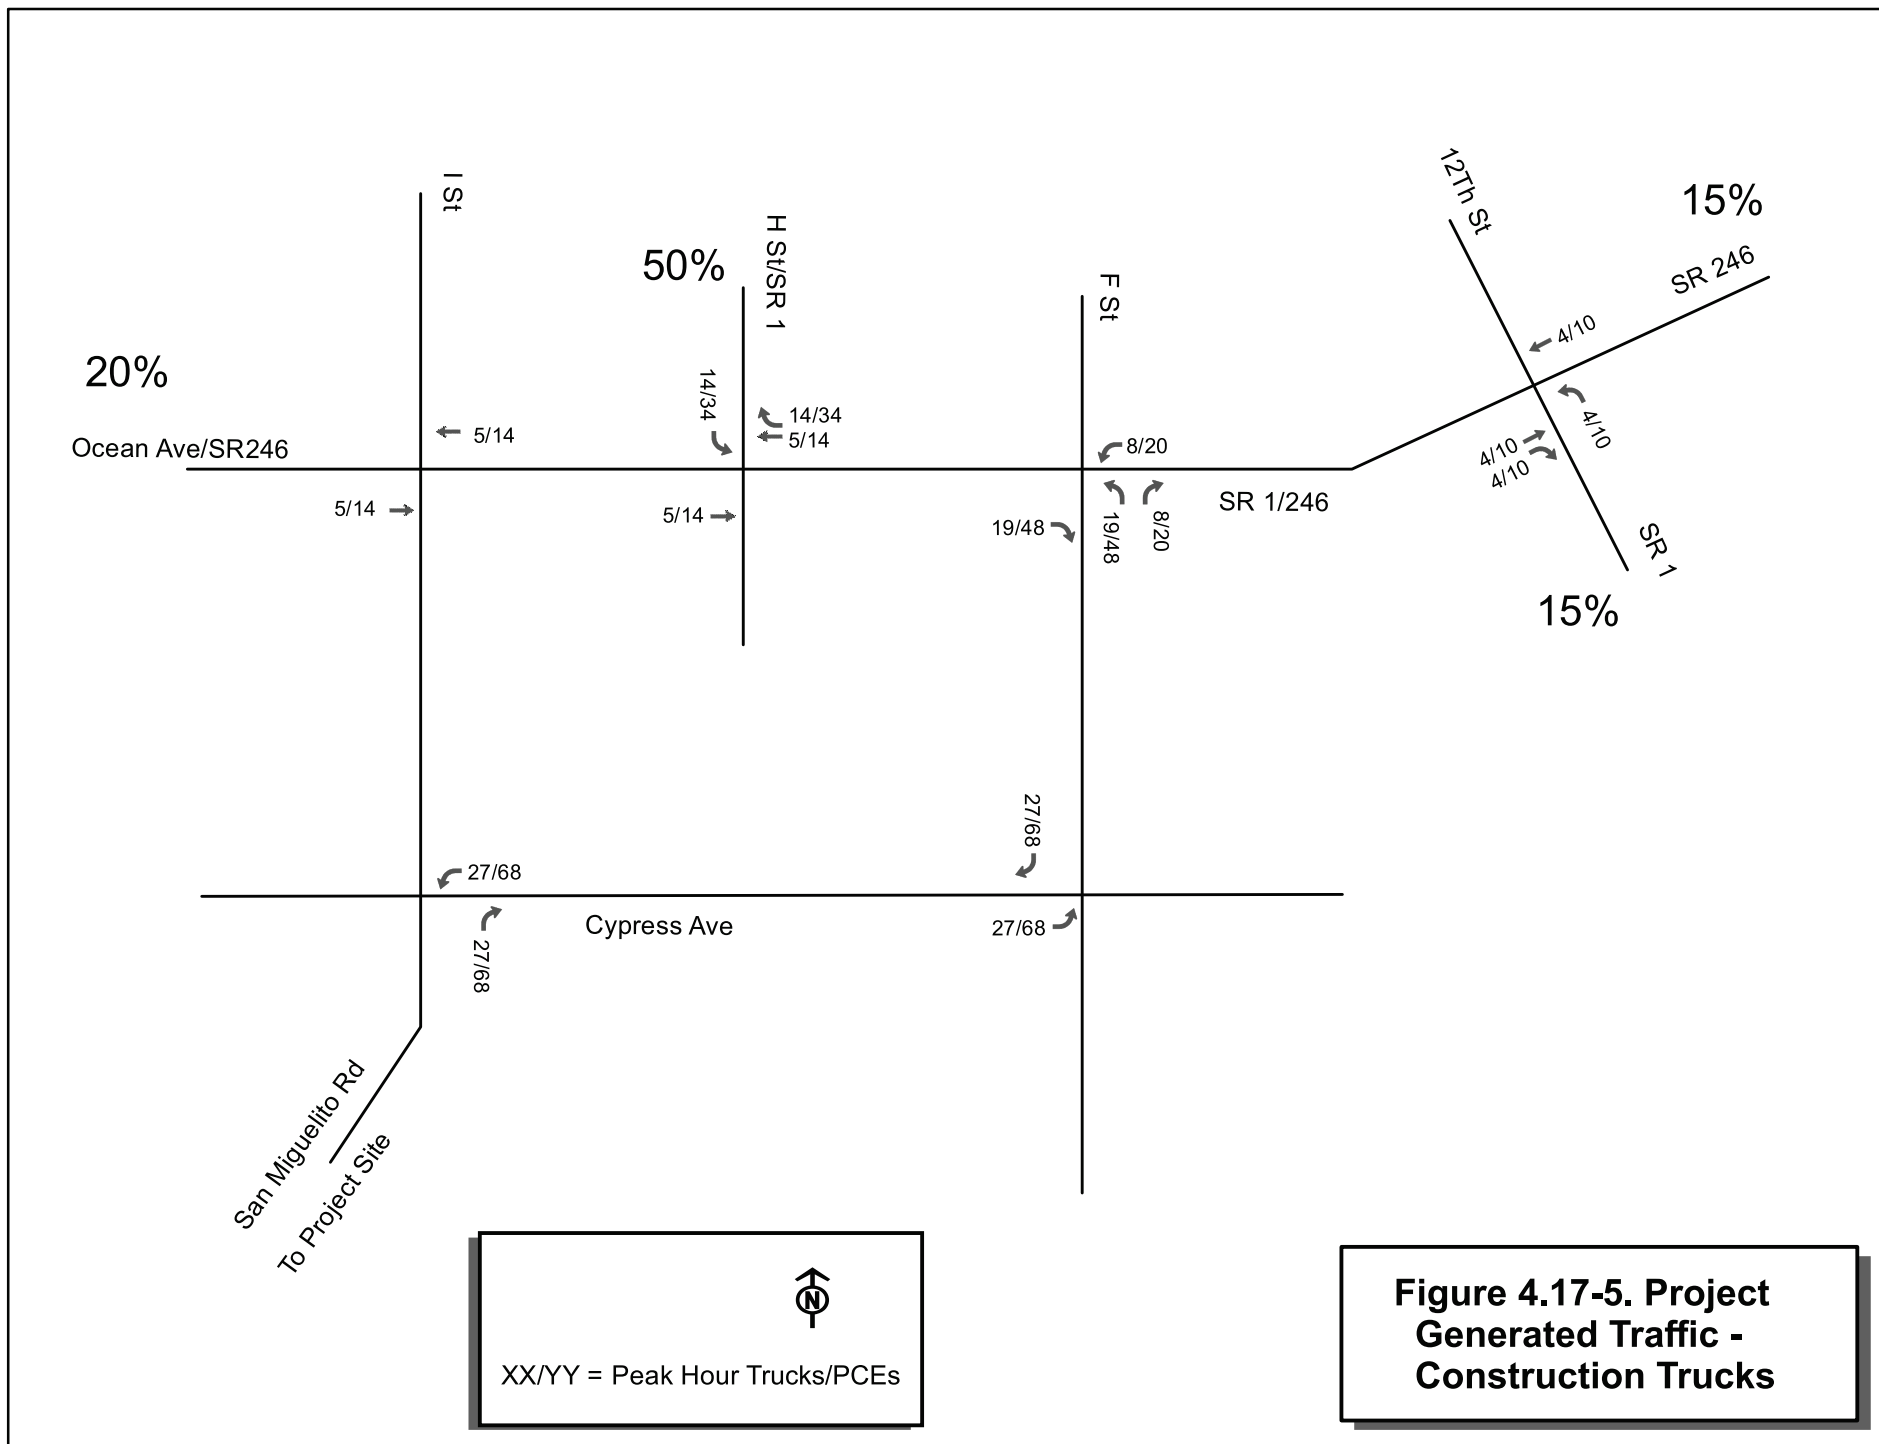 I St
12Th St
15%
H St/SR 1
50%
SR 246
F St
4/10
20%
14/34
14/34
5/14
5/14
Ocean Ave/SR246
8/20
4/10
4/10
4/10
5/14
5/14
19/48
19/48
8/20
SR 1/246
SR 1
15%
27/68
27/68
27/68
27/68
Cypress Ave
San Miguelito Rd
To Project Site
N
XX/YY = Peak Hour Trucks/PCEs
Figure 4.17-5. Project
Generated Traffic -
Construction Trucks